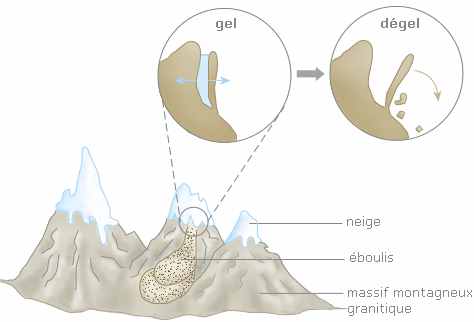 gel
dégel
neige
éboulis
massif montagneux
granitique